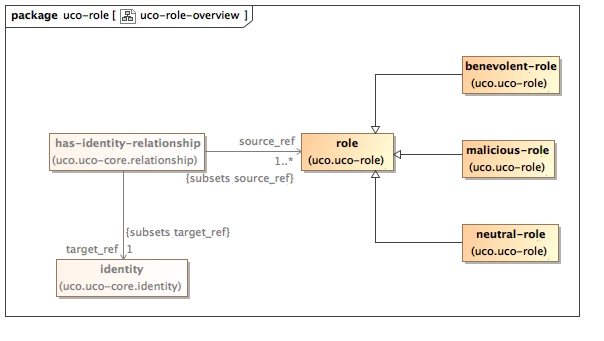 package uco-role [ uco-role-overview ]
benevolent-role
(uco.uco-role)
has-identity-relationship
(uco.uco-core.relationship)
source_ref
1..*
{subsets source_ref}
role
(uco.uco-role)
malicious-role
(uco.uco-role)
{subsets target_ref}
target_ref 1
neutral-role
(uco.uco-role)
identity
(uco.uco-core.identity)